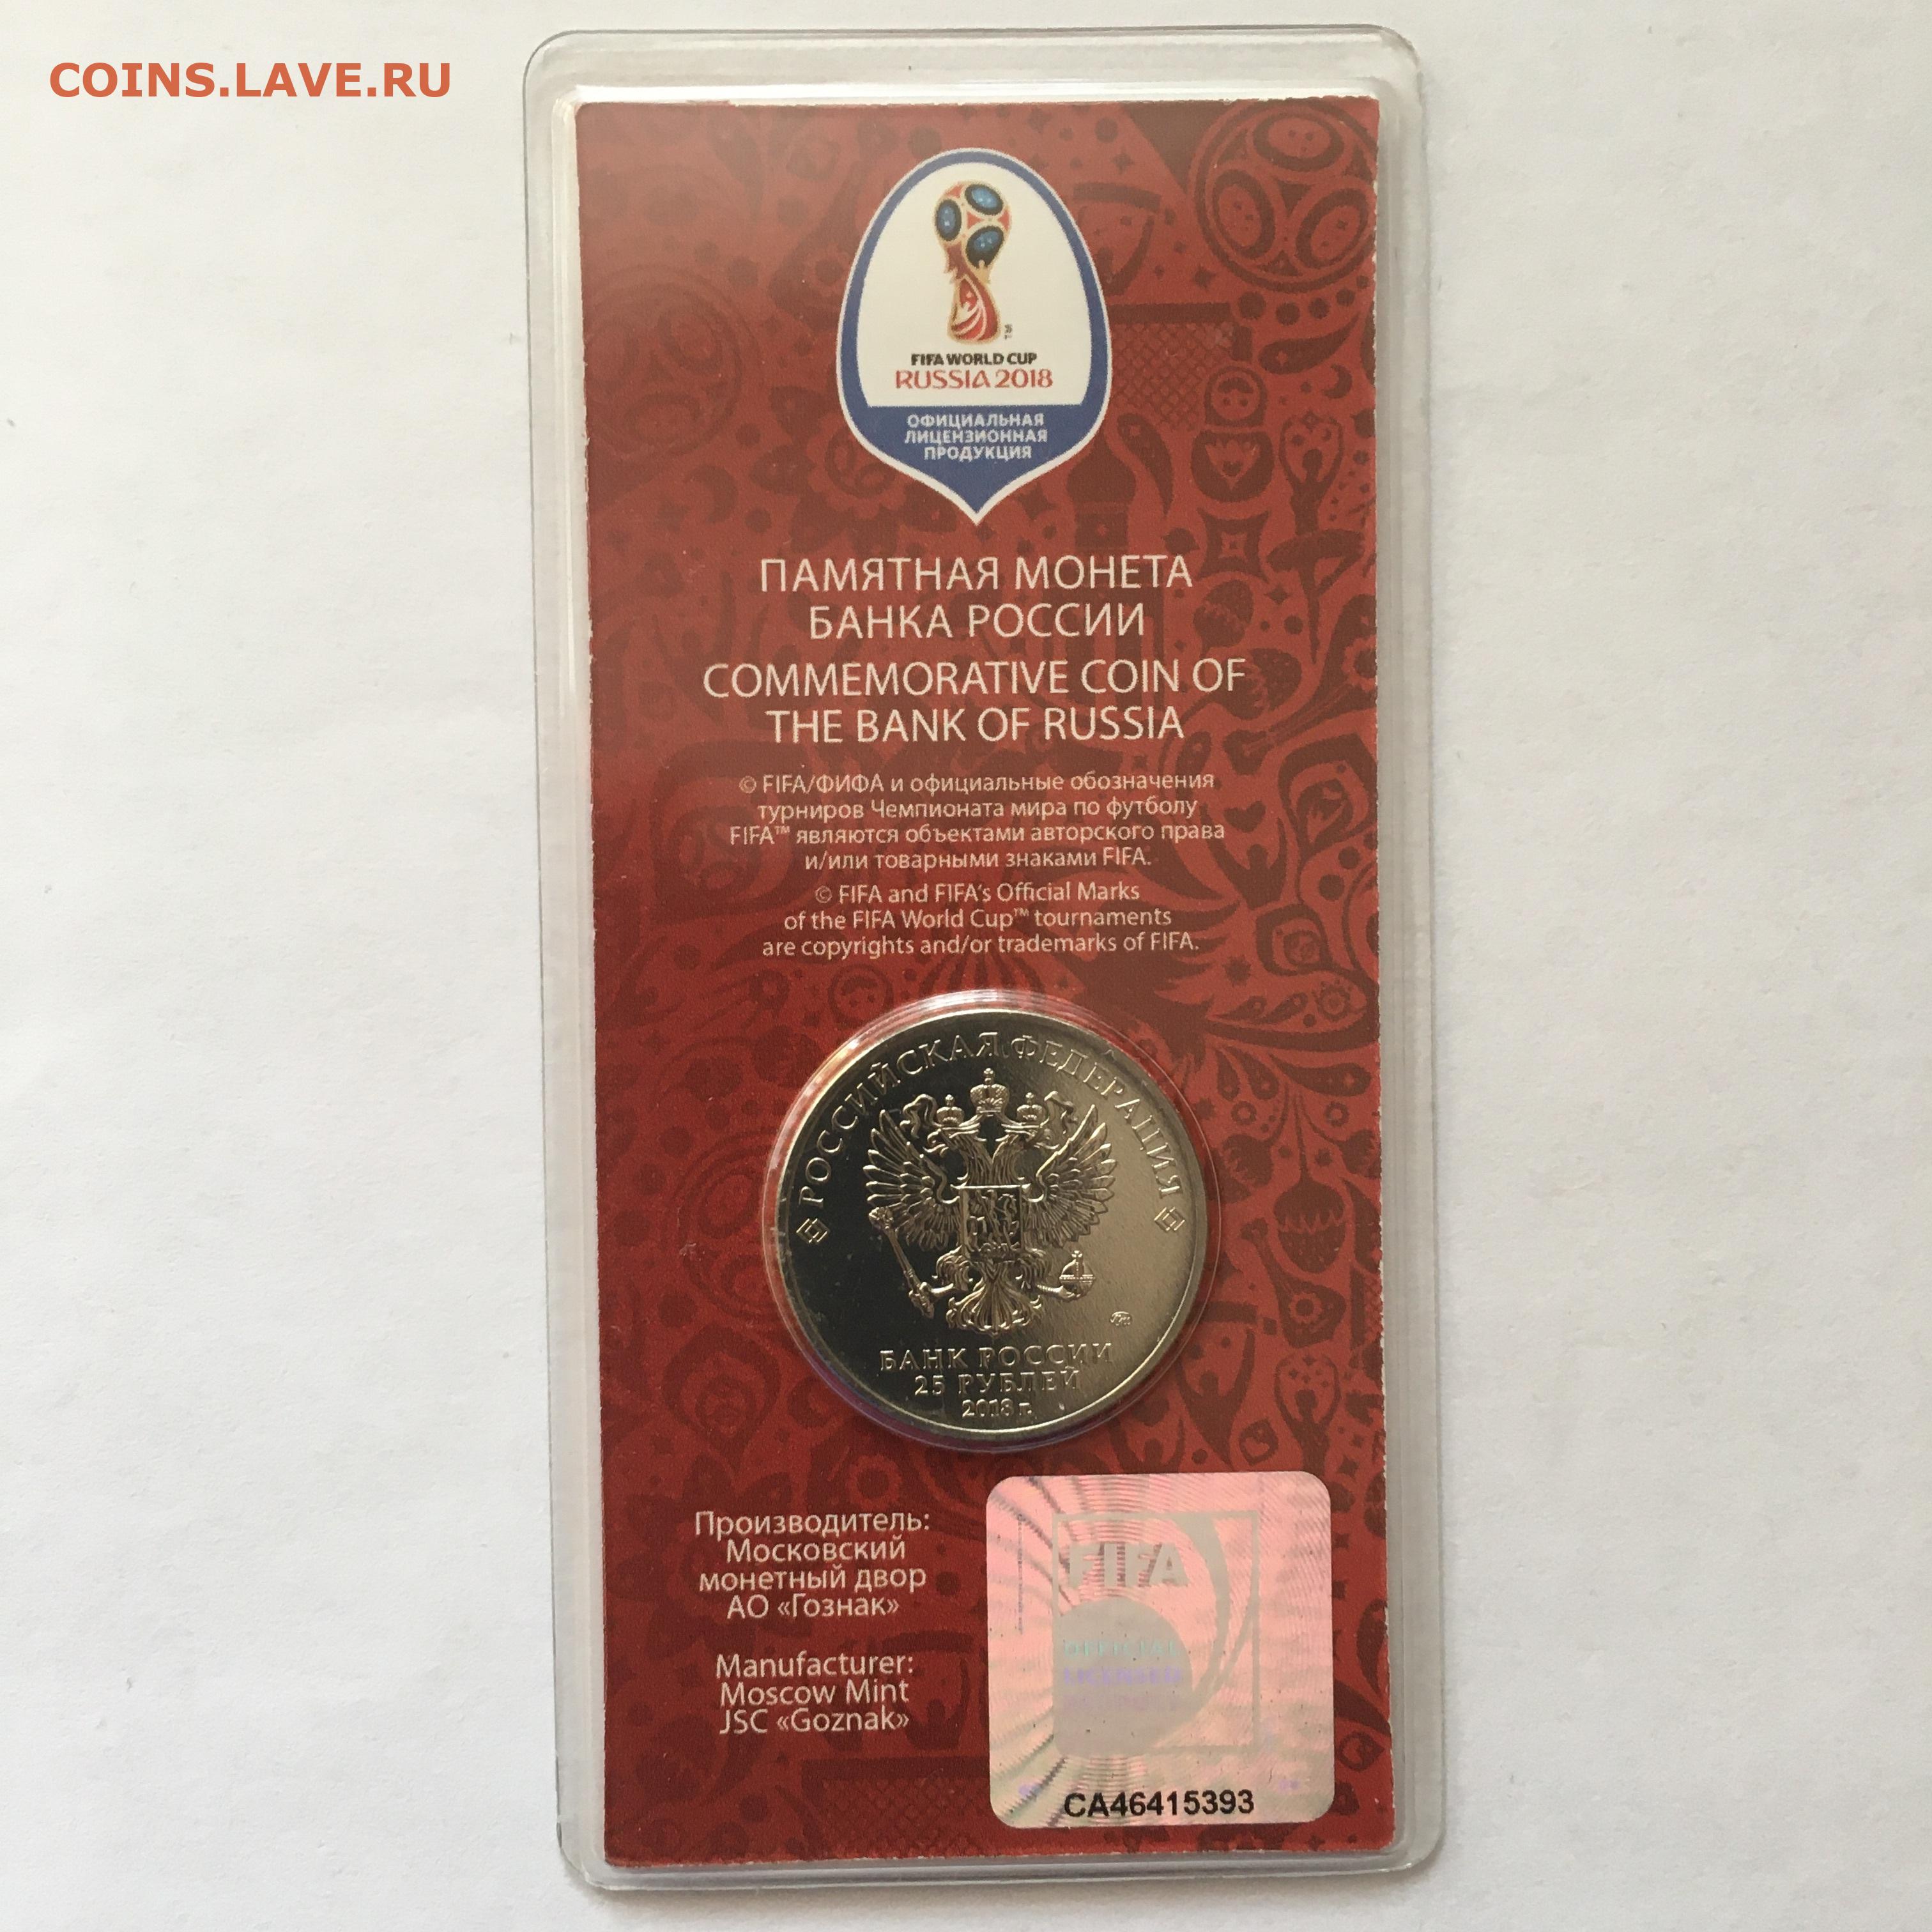 COINS.LAVE.RU
FIFA WORLD CUP
RUSSIA 2018
ОФИЦИАЛЬНАЯ
ЛИЦЕНЗИОННАЯ
ПРОДУКЦИЯ
ПАМЯТНАЯ МОНЕТА
БАНКА РОССИИ
COMMEMORATIVE COIN OF
THE BANK OF RUSSIA
© FIFA/ФИФА и официальные обозначения
турниров Чемпионата мира по футболу
FIFA™ являются объектами авторского права
и/или товарными знаками FIFA.
© FIFA and FIFA's Official Marks
of the FIFA World Cup™ tournaments
are copyrights and/or trademarks of FIFA.
РОССИЙСКАЯ ФЕДЕРАЦИЯ
БАНК РОССИИ
25 РУБЛЕЙ
2018 г.
Производитель:
Московский
монетный двор
АО «Гознак»
Manufacturer:
Moscow Mint
JSC «Goznak»
FIFA
OFFICIAL
LICENSED
CA46415393